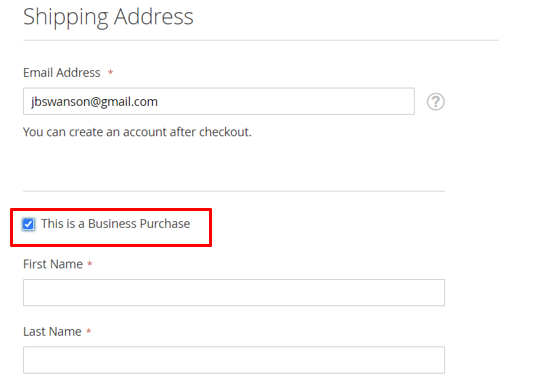 Shipping Address
Email Address *
jbswanson@gmail.com
?
You can create an account after checkout.
This is a Business Purchase
First Name *
Last Name *